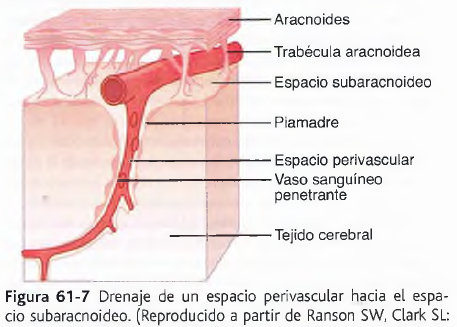 Aracnoides
Trabécula aracnoidea
Espacio subaracnoideo
Piamadre
Espacio perivascular
Vaso sanguíneo
penetrante
Tejido cerebral
Figura 61-7 Drenaje de un espacio perivascular hacia el espa-
cio subaracnoideo. (Reproducido a partir de Ranson SW, Clark SL: